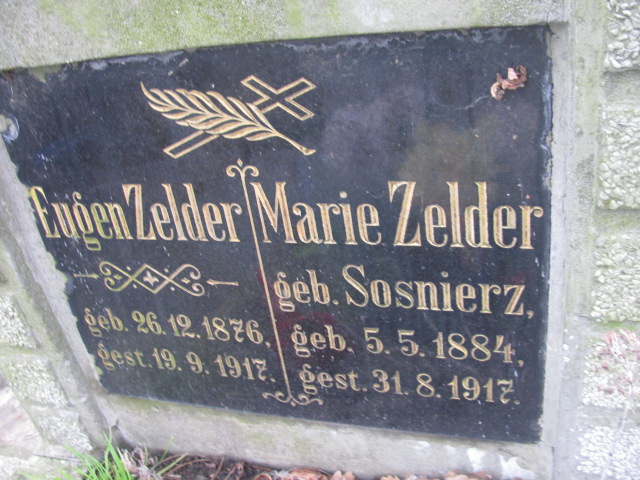 Eugen Zelder
geb. 26.12.1876,
gest. 19.9.1917.
Marie Zelder
geb. Sosnierz,
geb. 5.5.1884,
gest. 31.8.1917.